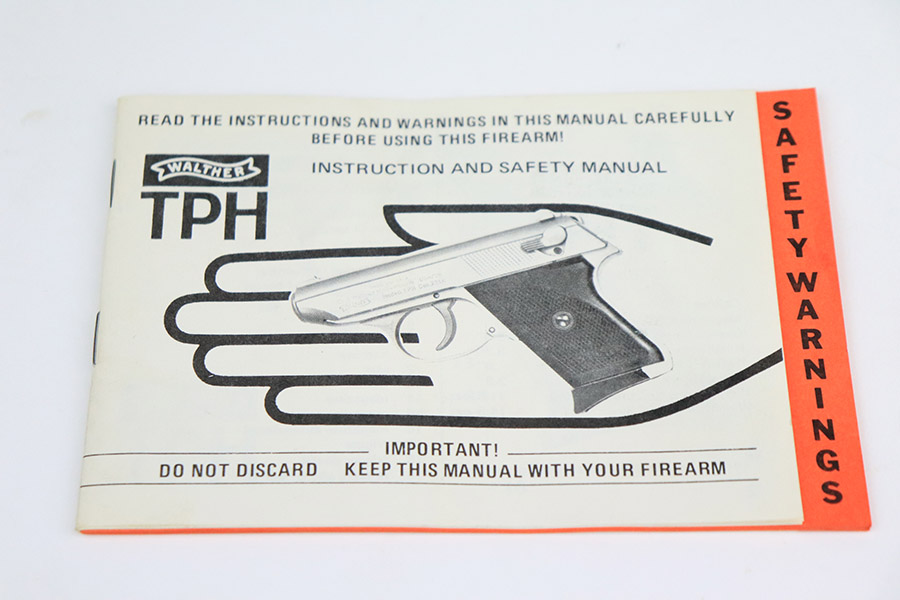 READ THE INSTRUCTIONS AND WARNINGS IN THIS MANUAL CAREFULLY
BEFORE USING THIS FIREARM!
WALTHER
TPH
INSTRUCTION AND SAFETY MANUAL
IMPORTANT!
DO NOT DISCARD KEEP THIS MANUAL WITH YOUR FIREARM
SAFETY WARNINGS